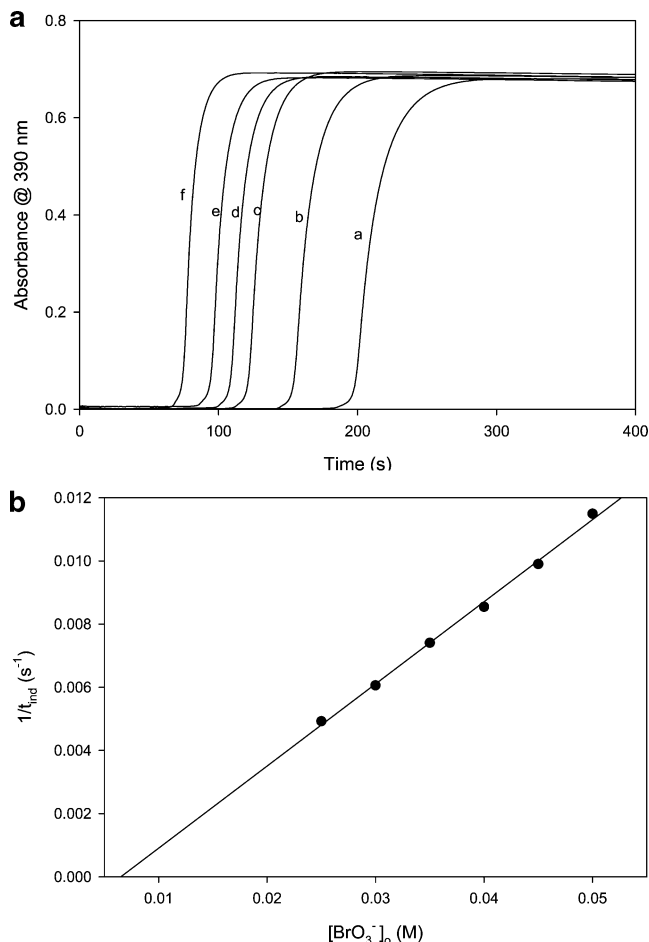 a
0.8
0.6
0.4
0.2
0.0
Absorbance @ 390 nm
f
e
d
c
b
a
0 100 200 300 400
Time (s)
b
0.012
0.010
0.008
0.006
0.004
0.002
0.000
1/t_ind (s⁻¹)
0.01 0.02 0.03 0.04 0.05
[BrO₃⁻]₀ (M)